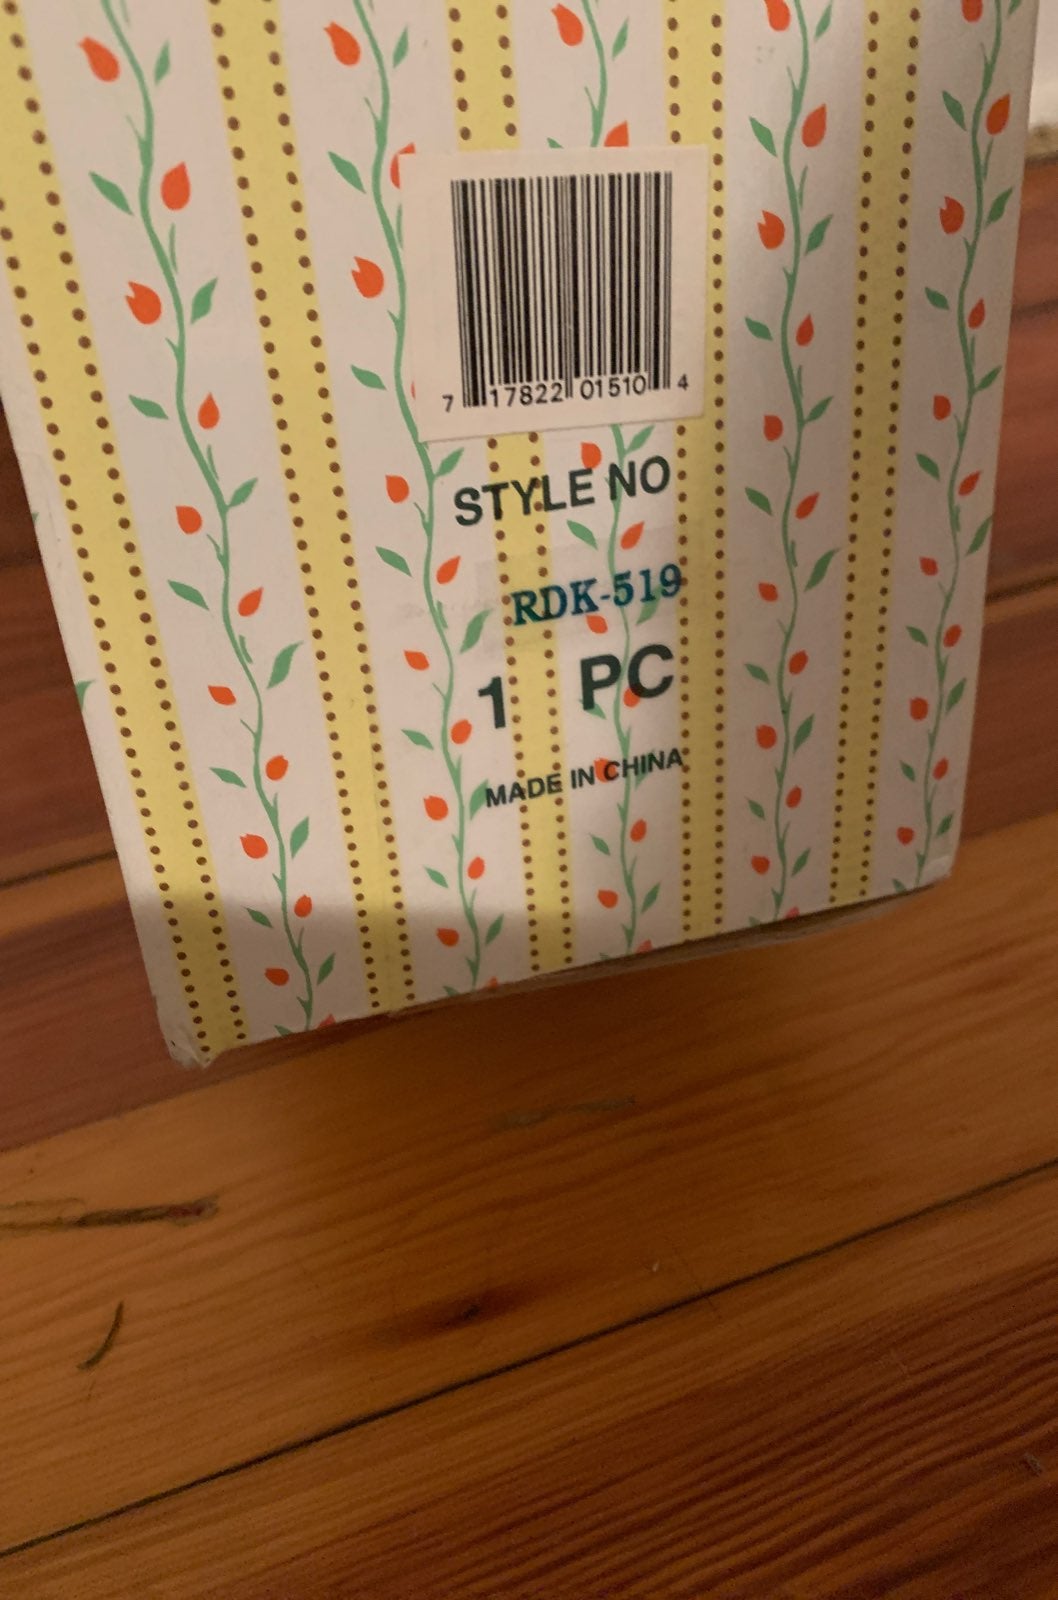 7 17822 01510 4
STYLE NO
RDK-519
1 PC
MADE IN CHINA